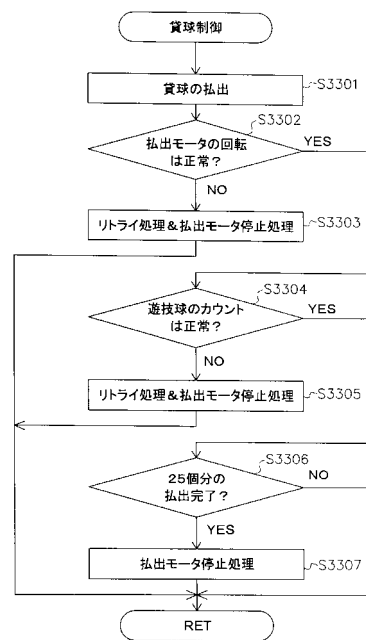 貸球制御
貸球の払出
S3301
S3302
払出モータの回転
は正常？
YES
NO
リトライ処理&払出モータ停止処理
S3303
S3304
遊技球のカウント
は正常？
YES
NO
リトライ処理&払出モータ停止処理
S3305
S3306
25個分の
払出完了？
NO
YES
払出モータ停止処理
S3307
RET